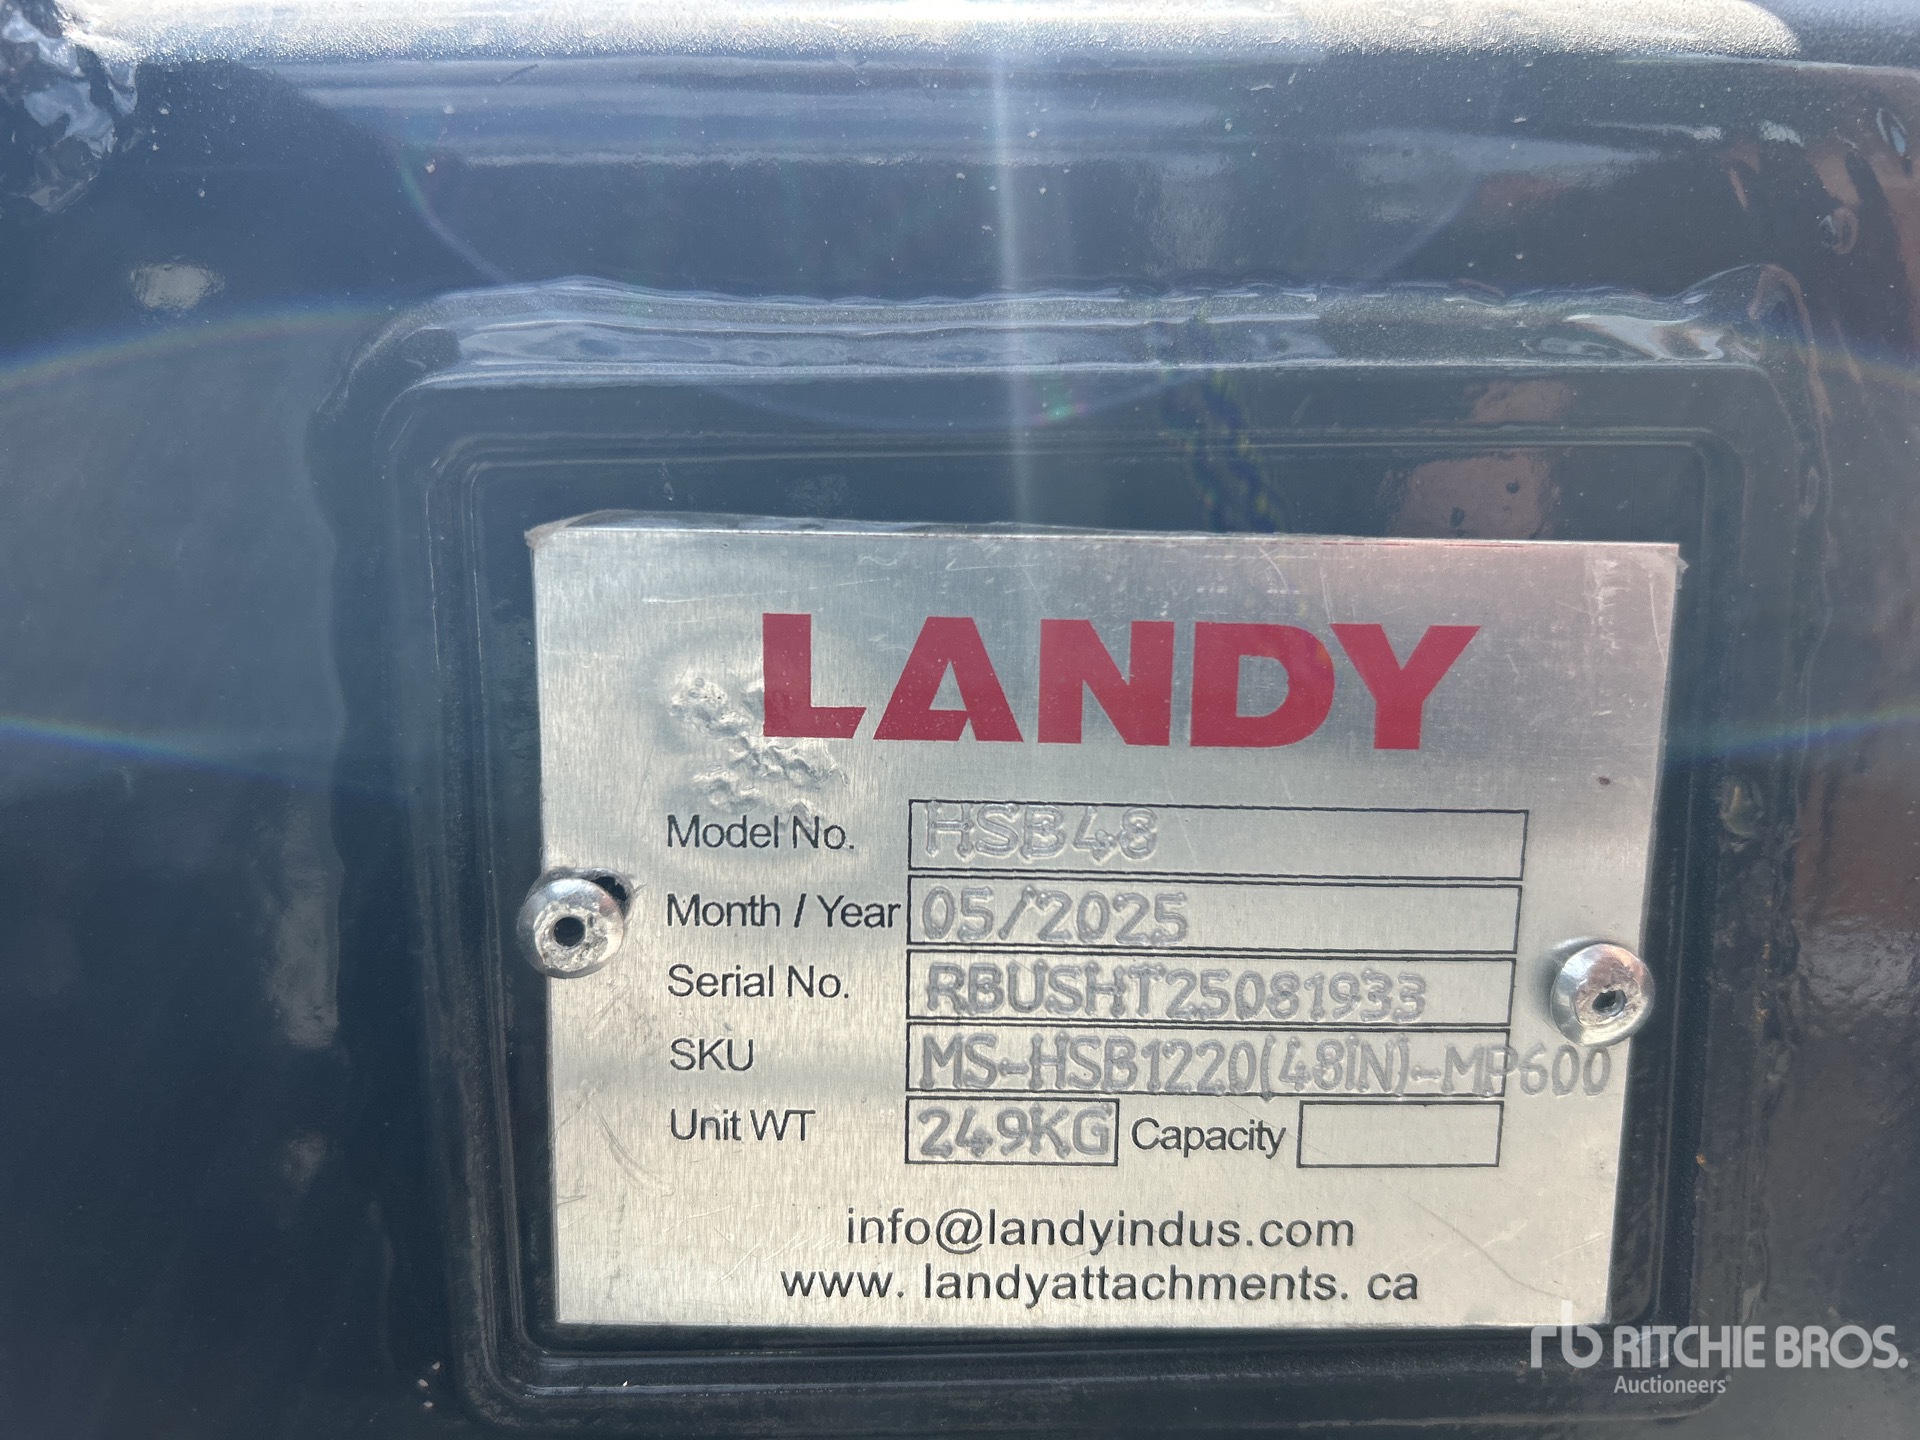 LANDY
Model No. HSB48
Month / Year 05/2025
Serial No. RBUSHT25081933
SKU MS-HSB1220(48IN)-MP600
Unit WT 249KG Capacity
info@landyindus.com
www. landyattachments. ca
rb RITCHIE BROS.
Auctioneers